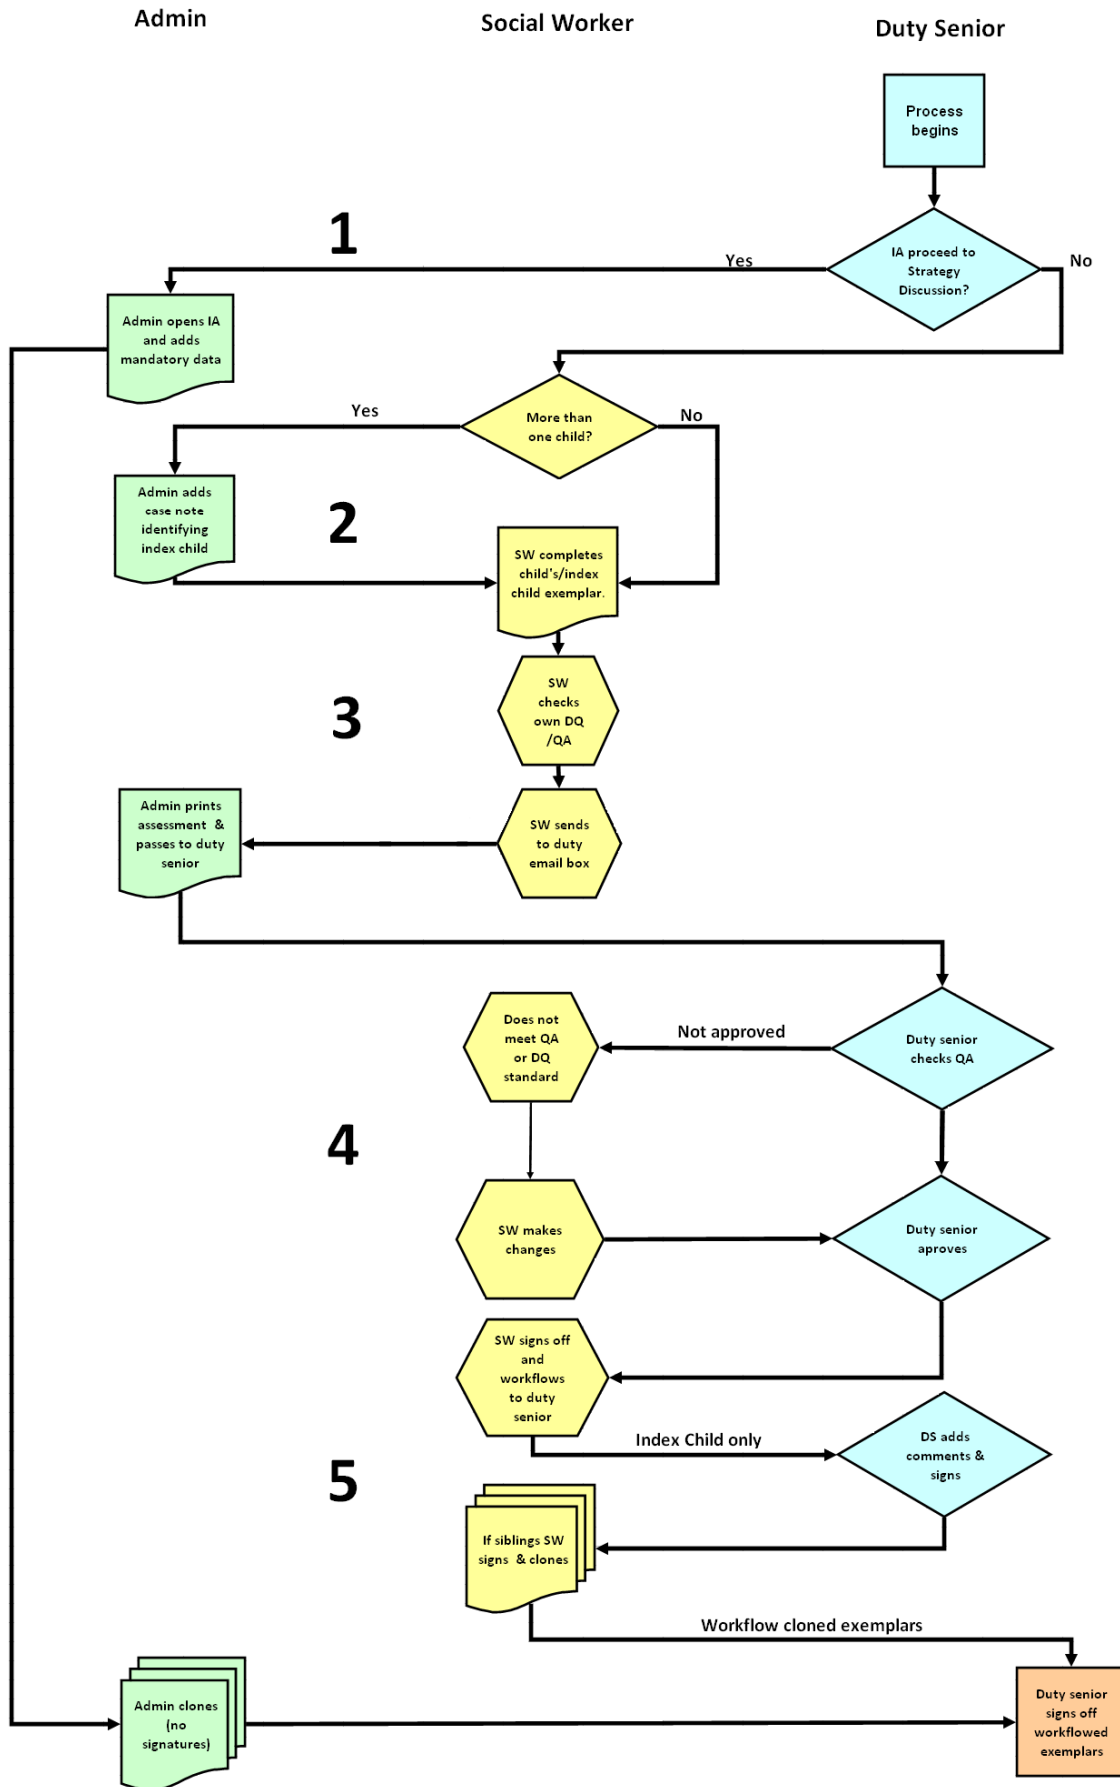 Admin
Social Worker
Duty Senior
Process
begins
1
IA proceed to
Strategy
Discussion?
Yes
No
Admin opens IA
and adds
mandatory data
More than
one child?
Yes
No
Admin adds
case note
identifying
index child
2
SW completes
child's/index
child exemplar.
3
SW
checks
own DQ
/QA
Admin prints
assessment & 
passes to duty
senior
SW sends
to duty
email box
Does not
meet QA
or DQ
standard
Not approved
Duty senior
checks QA
4
SW makes
changes
Duty senior
aproves
SW signs off
and
workflows
to duty
senior
Index Child only
DS adds
comments &
signs
5
If siblings SW
signs & clones
Workflow cloned exemplars
Admin clones
(no
signatures)
Duty senior
signs off
workflowed
exemplars